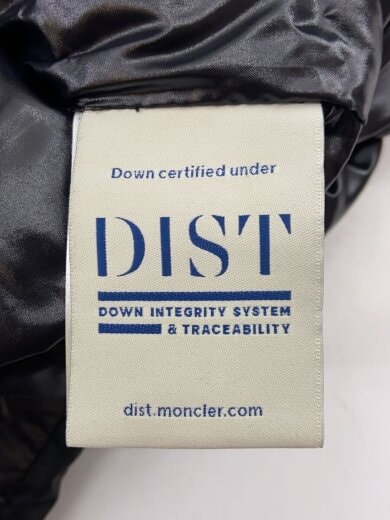 Down certified under
DIST
DOWN INTEGRITY SYSTEM
& TRACEABILITY
dist.moncler.com